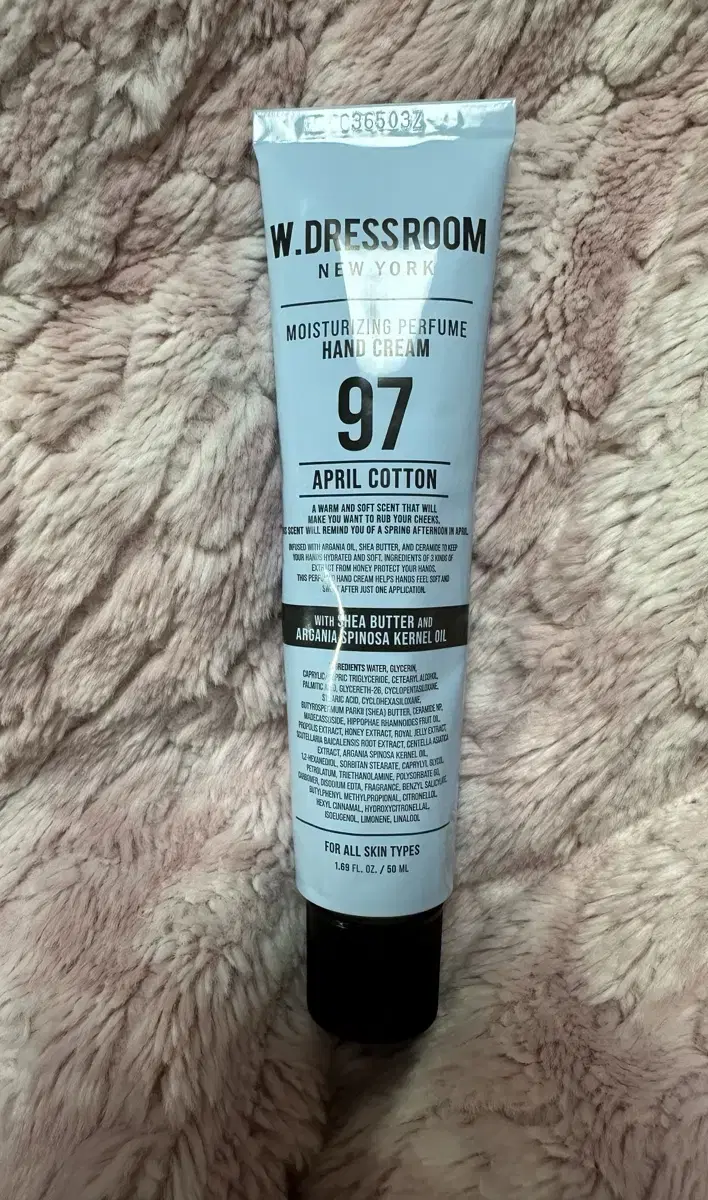 C36503Z
W.DRESSROOM
NEW YORK
MOISTURIZING PERFUME
HAND CREAM
97
APRIL COTTON
A WARM AND SOFT SCENT THAT WILL
MAKE YOU WANT TO RUB YOUR CHEEKS,
SCENT WILL REMIND YOU OF A SPRING AFTERNOON IN APRIL.
INFUSED WITH ARGANIA OIL, SHEA BUTTER, AND CERAMIDE TO KEEP
YOUR HANDS HYDRATED AND SOFT. INGREDIENTS OF 3 KINDS OF
EXTRACT FROM HONEY PROTECT YOUR HANDS.
THIS HAND CREAM HELPS HANDS FEEL SOFT AND
AFTER JUST ONE APPLICATION.
WITH SHEA BUTTER AND
ARGANIA SPINOSA KERNEL OIL
WATER, GLYCERIN,
TRIGLYCERIDE, CETEARYL ALCOHOL,
PALMITIC ACID, GLYCERETH-26, CYCLOPENTASILOXANE,
STEARIC ACID, CYCLOHEXASILOXANE,
BUTYROSPERMUM PARKII (SHEA) BUTTER, CERAMIDE NP,
MADECASSOSIDE, HIPPOPHAE RHAMNOIDES FRUIT OIL,
PROPOLIS EXTRACT, HONEY EXTRACT, ROYAL JELLY EXTRACT,
SCUTELLARIA BAICALENSIS ROOT EXTRACT, CENTELLA ASIATICA
EXTRACT, ARGANIA SPINOSA KERNEL OIL,
1,2-HEXANEDIOL, SORBITAN STEARATE, CAPRYLYL GLYCOL,
PETROLATUM, TRIETHANOLAMINE, POLYSORBATE 60,
CARBOMER, DISODIUM EDTA, FRAGRANCE, BENZYL SALICYLATE,
BUTYLPHENYL METHYLPROPIONAL, CITRONELLOL,
HEXYL CINNAMAL, HYDROXYCITRONELLAL,
ISOEUGENOL, LIMONENE, LINALOOL
FOR ALL SKIN TYPES
1.69 FL. OZ. / 50 ML